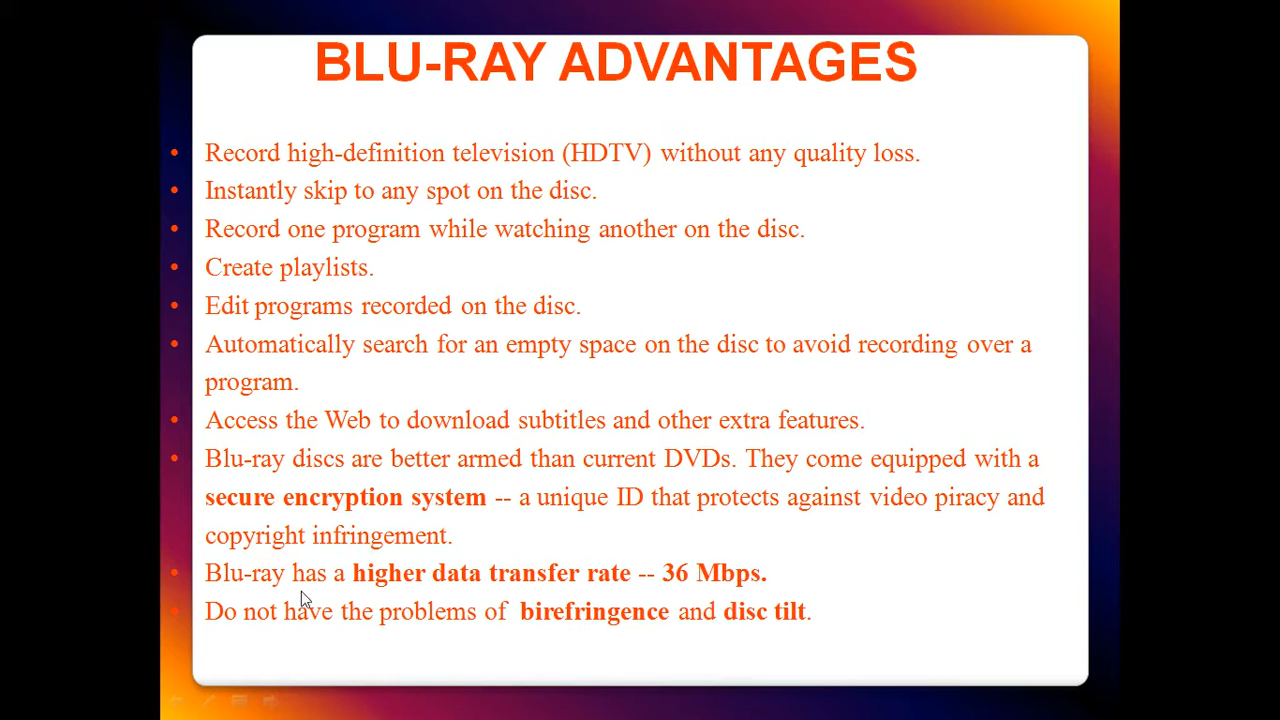 BLU-RAY ADVANTAGES
• Record high-definition television (HDTV) without any quality loss.
• Instantly skip to any spot on the disc.
• Record one program while watching another on the disc.
• Create playlists.
• Edit programs recorded on the disc.
• Automatically search for an empty space on the disc to avoid recording over a
program.
• Access the Web to download subtitles and other extra features.
• Blu-ray discs are better armed than current DVDs. They come equipped with a
secure encryption system -- a unique ID that protects against video piracy and
copyright infringement.
• Blu-ray has a higher data transfer rate -- 36 Mbps.
• Do not have the problems of birefringence and disc tilt.